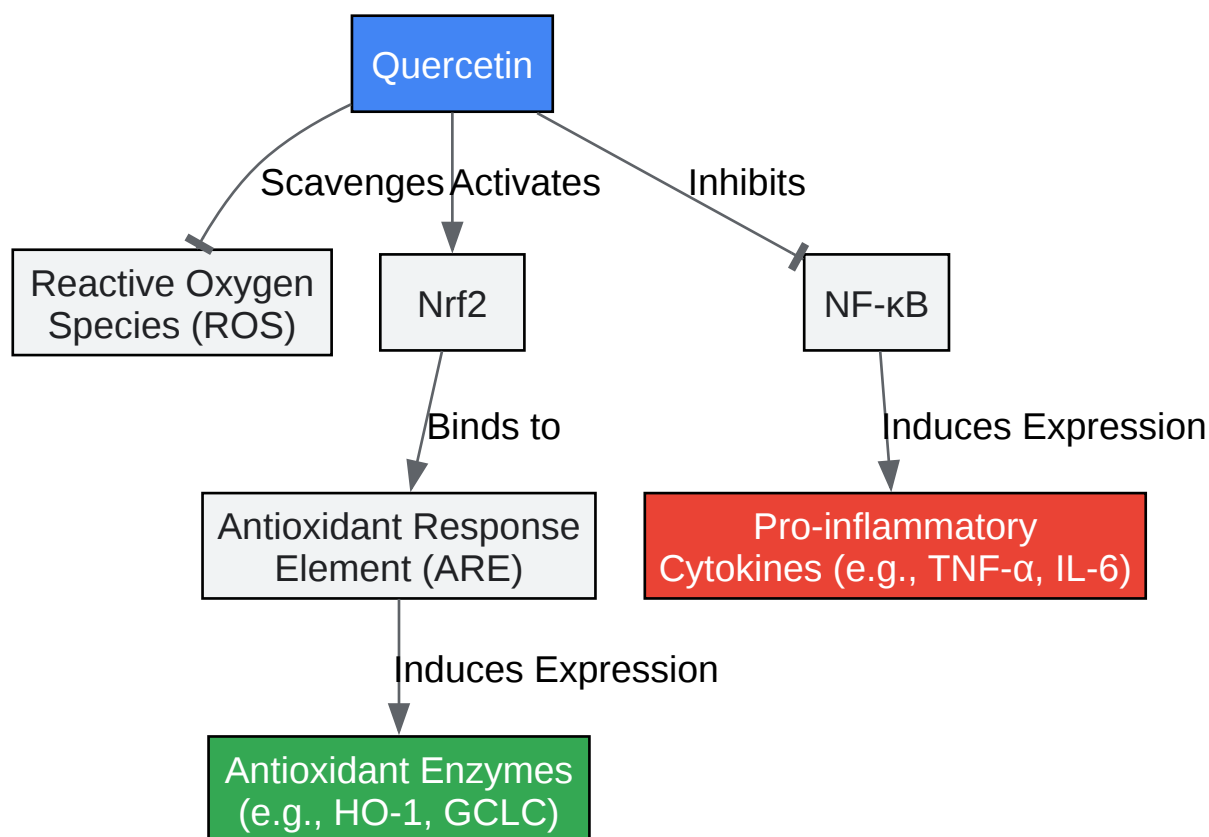 Quercetin
Scavenges
Activates
Inhibits
Reactive Oxygen
Species (ROS)
Nrf2
NF-κB
Binds to
Induces Expression
Antioxidant Response
Element (ARE)
Pro-inflammatory
Cytokines (e.g., TNF-α, IL-6)
Induces Expression
Antioxidant Enzymes
(e.g., HO-1, GCLC)